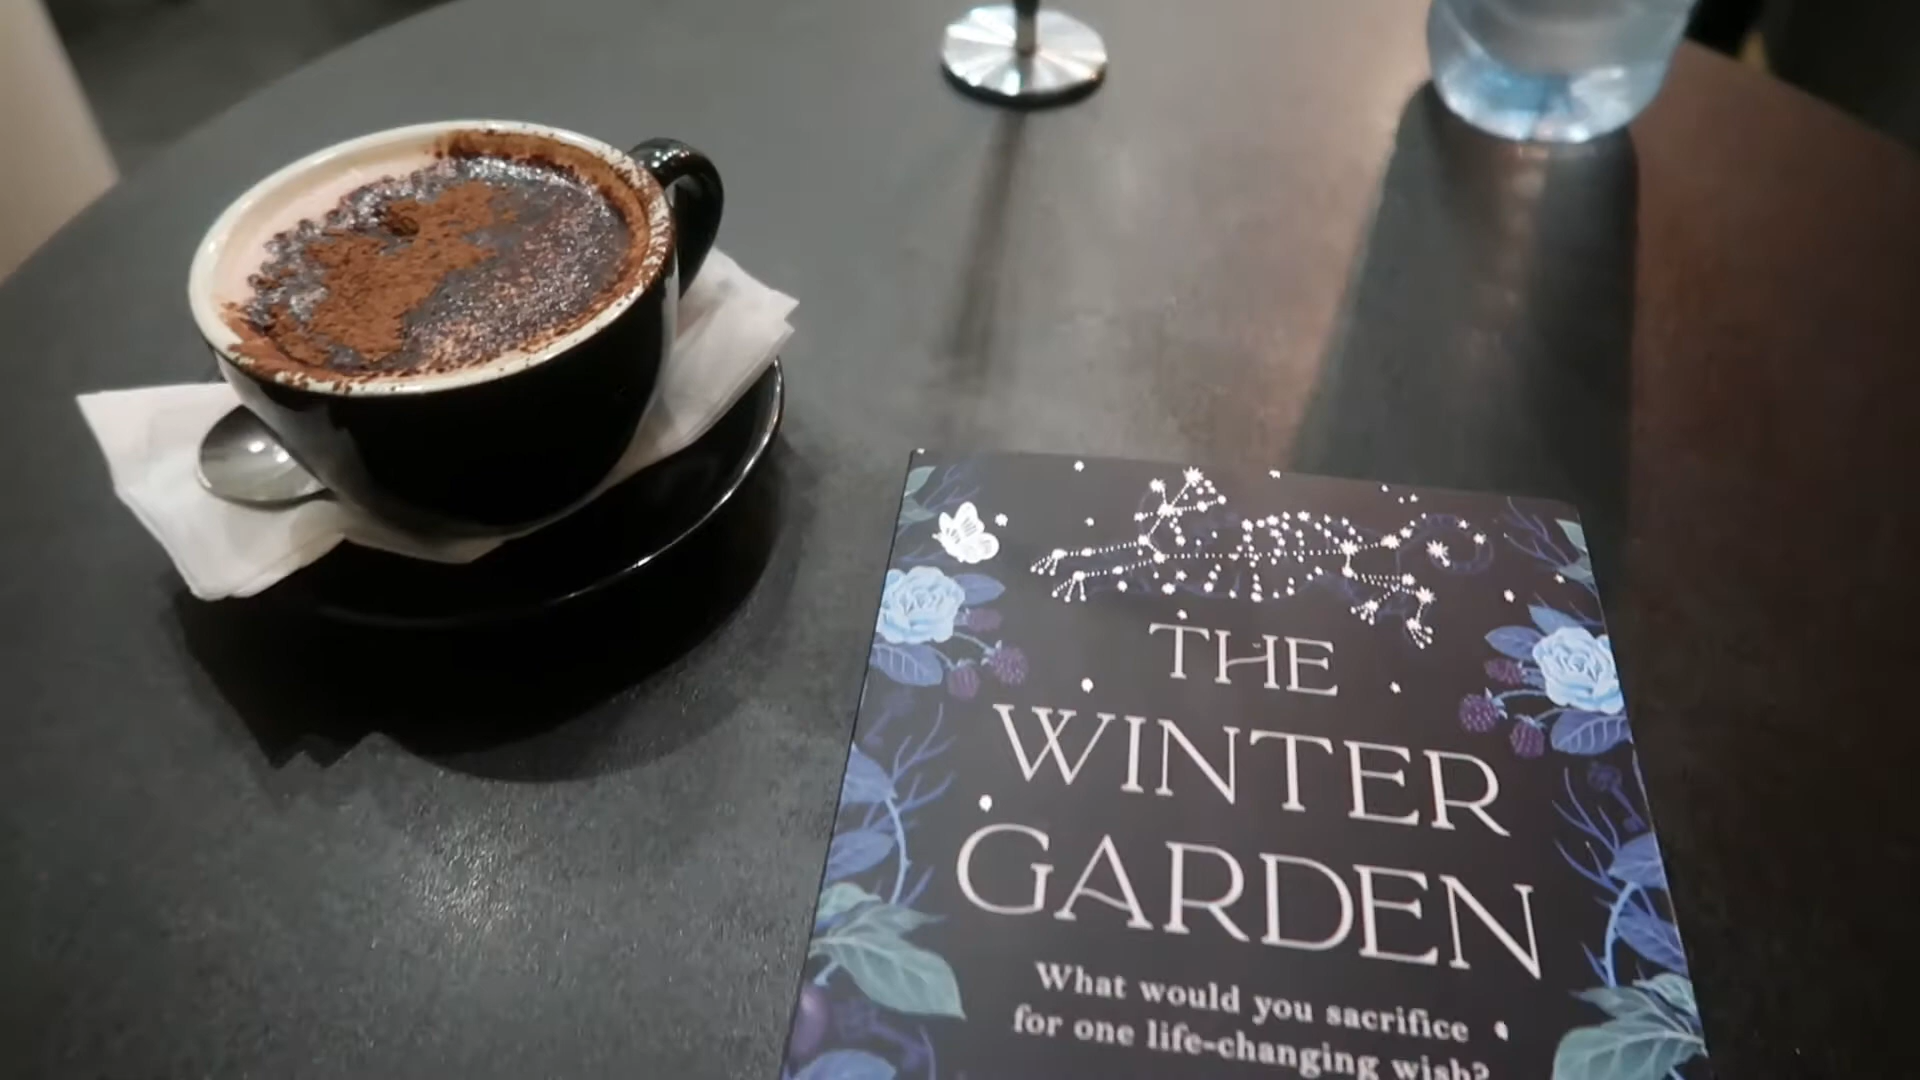 THE
WINTER
GARDEN
What would you sacrifice
for one life-changing wish?